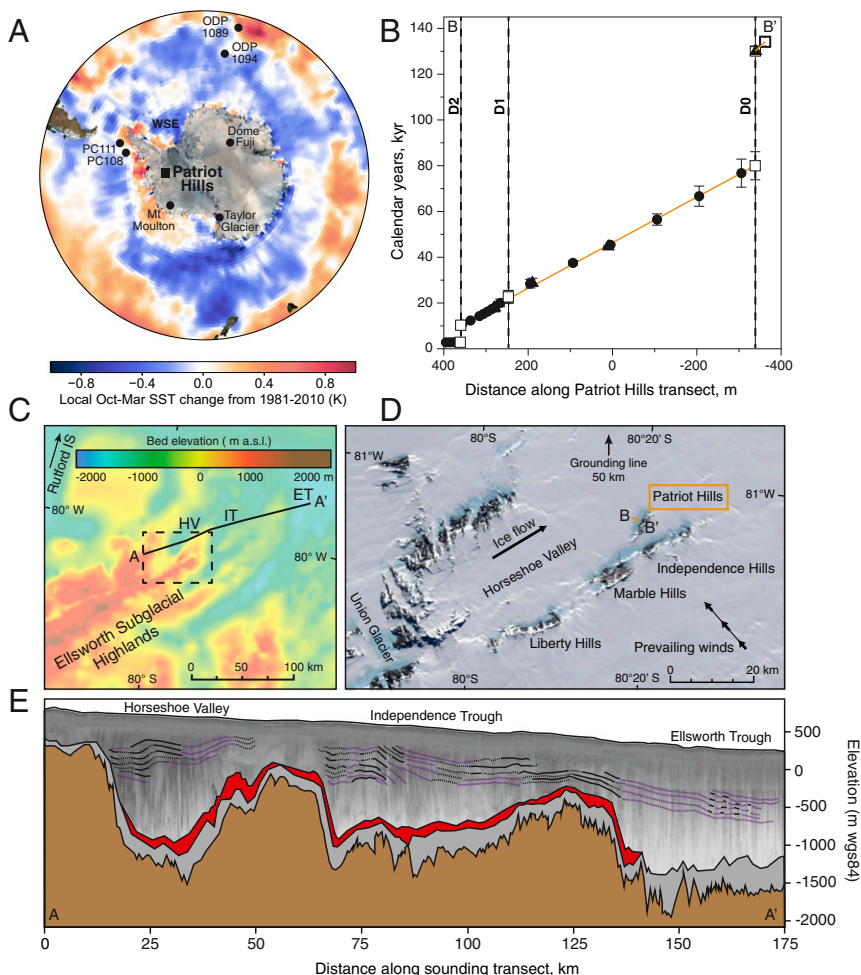 A
ODP
1089
ODP
1094
WSE
Dome
Fuji
PC111
PC108
Patriot
Hills
Mt
Moulton
Taylor
Glacier
−0.8 −0.4 0.0 0.4 0.8
Local Oct-Mar SST change from 1981-2010 (K)
B
B B'
D2
D1
D0
Calendar years, kyr
140
120
100
80
60
40
20
0
400 200 0 -200 -400
Distance along Patriot Hills transect, m
C
Rutford IS
Bed elevation ( m a.s.l.)
-2000 -1000 0 1000 2000 m
80° W
ET
A'
IT
HV
A
80° W
Ellsworth Subglacial
Highlands
0 50 100 km
80° S
D
80°S
80°20' S
81°W
Grounding line
50 km
81°W
Patriot Hills
B
B'
Ice flow
Horseshoe Valley
Independence Hills
Marble Hills
Union Glacier
Liberty Hills
Prevailing winds
0 20 km
80°S
80°20' S
E
Horseshoe Valley
Independence Trough
Ellsworth Trough
500
0
-500
-1000
-1500
-2000
Elevation (m wgs84)
A A'
0 25 50 75 100 125 150 175
Distance along sounding transect, km